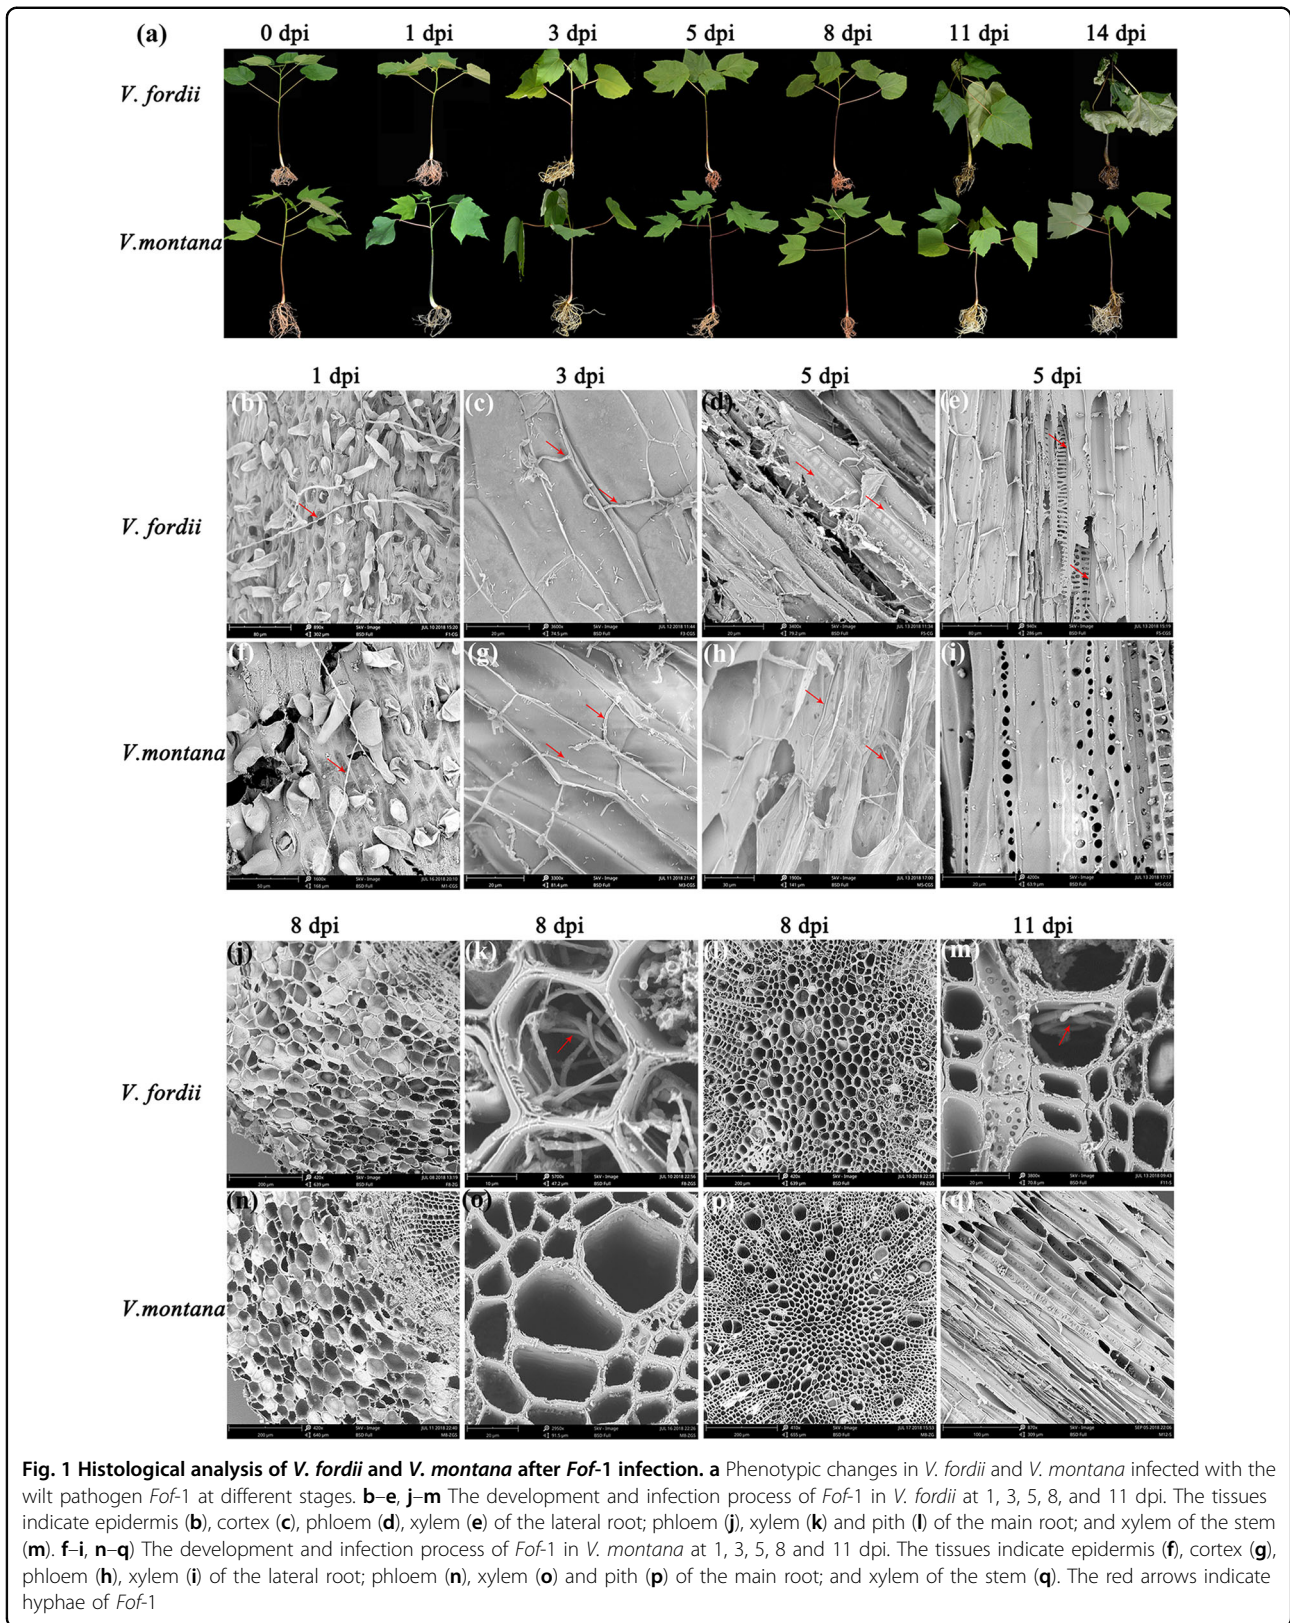 (a) 0 dpi 1 dpi 3 dpi 5 dpi 8 dpi 11 dpi 14 dpi
V. fordii
V.montana
1 dpi 3 dpi 5 dpi 5 dpi
(b) (c) (d) (e)
V. fordii
(f) (g) (h) (i)
V.montana
8 dpi 8 dpi 8 dpi 11 dpi
(j) (k) (l) (m)
V. fordii
(n) (o) (p) (q)
V.montana
Fig. 1 Histological analysis of V. fordii and V. montana after Fof-1 infection. a Phenotypic changes in V. fordii and V. montana infected with the
wilt pathogen Fof-1 at different stages. b–e, j–m The development and infection process of Fof-1 in V. fordii at 1, 3, 5, 8, and 11 dpi. The tissues
indicate epidermis (b), cortex (c), phloem (d), xylem (e) of the lateral root; phloem (j), xylem (k) and pith (l) of the main root; and xylem of the stem
(m). f–i, n–q) The development and infection process of Fof-1 in V. montana at 1, 3, 5, 8 and 11 dpi. The tissues indicate epidermis (f), cortex (g),
phloem (h), xylem (i) of the lateral root; phloem (n), xylem (o) and pith (p) of the main root; and xylem of the stem (q). The red arrows indicate
hyphae of Fof-1